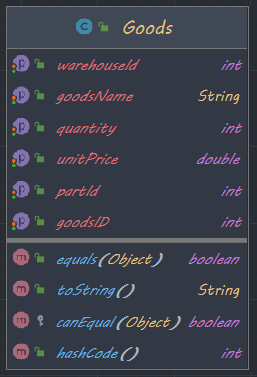 C Goods
p warehouseId int
p goodsName String
p quantity int
p unitPrice double
p partId int
p goodsID int
m equals(Object) boolean
m toString() String
m canEqual(Object) boolean
m hashCode() int